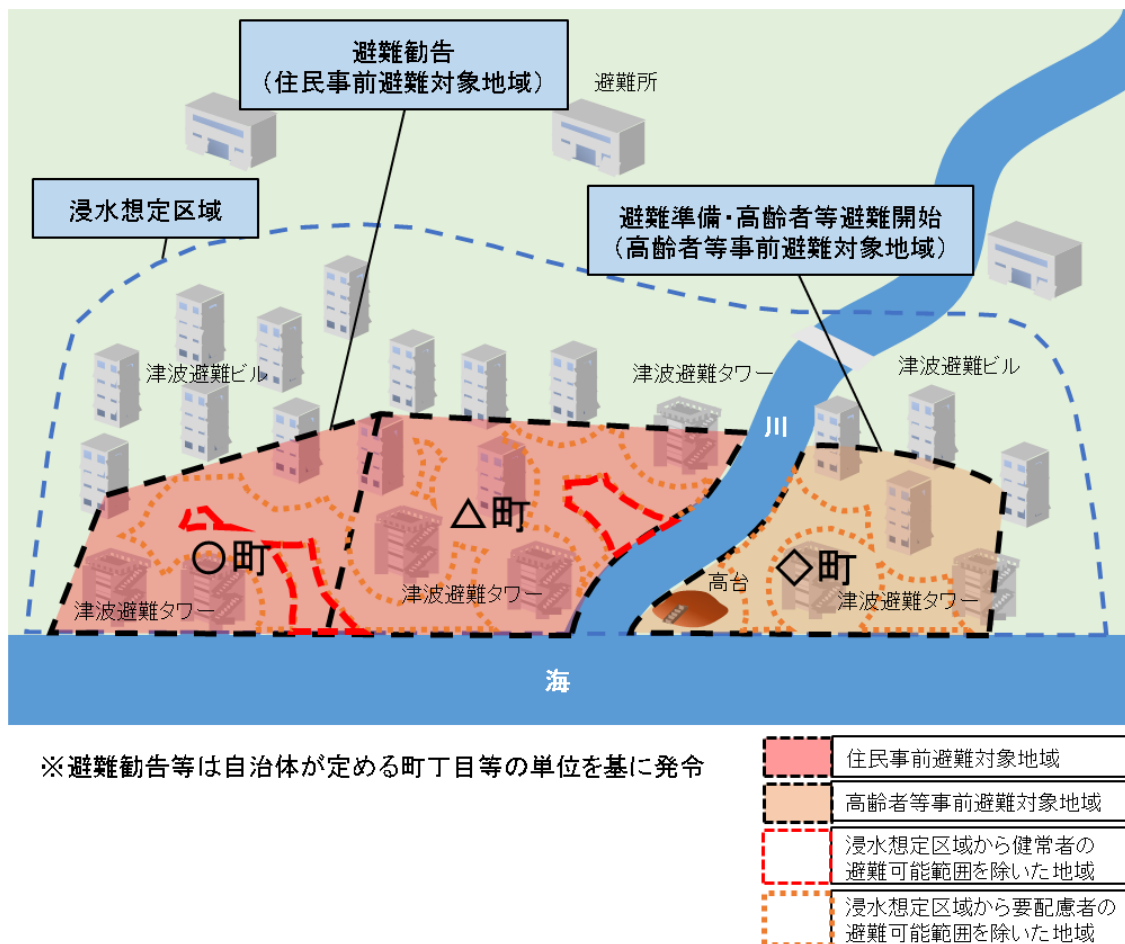 避難勧告
(住民事前避難対象地域)
避難所
浸水想定区域
避難準備・高齢者等避難開始
(高齢者等事前避難対象地域)
津波避難ビル
津波避難タワー
津波避難ビル
川
△町
○町
◇町
高台
津波避難タワー
津波避難タワー
津波避難タワー
海
※避難勧告等は自治体が定める町丁目等の単位を基に発令
住民事前避難対象地域
高齢者等事前避難対象地域
浸水想定区域から健常者の
避難可能範囲を除いた地域
浸水想定区域から要配慮者の
避難可能範囲を除いた地域